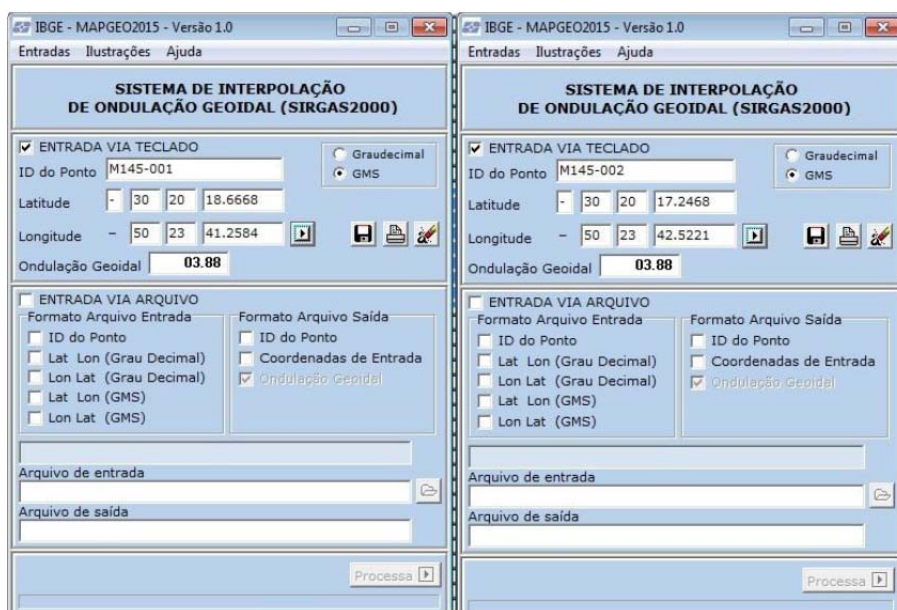 IBGE - MAPGEO2015 - Versão 1.0
Entradas Ilustrações Ajuda
SISTEMA DE INTERPOLAÇÃO
DE ONDULAÇÃO GEOIDAL (SIRGAS2000)
ENTRADA VIA TECLADO
Graudecimal
ID do Ponto M145-001
GMS
Latitude - 30 20 18.6668
Longitude - 50 23 41.2584
Ondulação Geoidal 03.88
ENTRADA VIA ARQUIVO
Formato Arquivo Entrada Formato Arquivo Saída
ID do Ponto ID do Ponto
Lat Lon (Grau Decimal) Coordenadas de Entrada
Lon Lat (Grau Decimal) Ondulação Geoidal
Lat Lon (GMS)
Lon Lat (GMS)
Arquivo de entrada
Arquivo de saída
Processa
IBGE - MAPGEO2015 - Versão 1.0
Entradas Ilustrações Ajuda
SISTEMA DE INTERPOLAÇÃO
DE ONDULAÇÃO GEOIDAL (SIRGAS2000)
ENTRADA VIA TECLADO
Graudecimal
ID do Ponto M145-002
GMS
Latitude - 30 20 17.2468
Longitude - 50 23 42.5221
Ondulação Geoidal 03.88
ENTRADA VIA ARQUIVO
Formato Arquivo Entrada Formato Arquivo Saída
ID do Ponto ID do Ponto
Lat Lon (Grau Decimal) Coordenadas de Entrada
Lon Lat (Grau Decimal) Ondulação Geoidal
Lat Lon (GMS)
Lon Lat (GMS)
Arquivo de entrada
Arquivo de saída
Processa